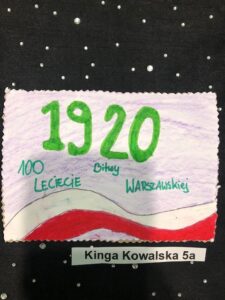 1920
100 Bitwy
LECIECIE WARSZAWSKIEJ
Kinga Kowalska 5a